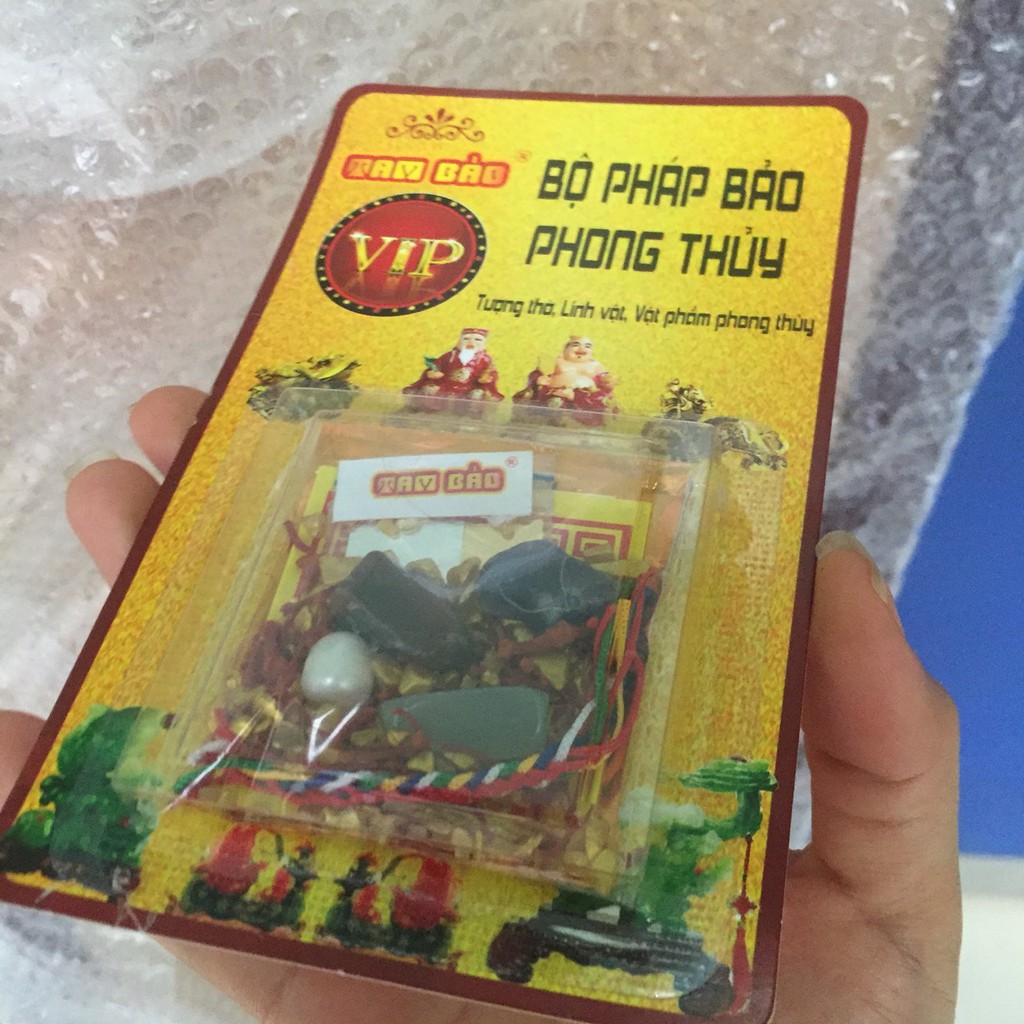 TAM BẢO ®
VIP
BỘ PHÁP BẢO
PHONG THỦY
Tượng thờ, Linh vật, Vật phẩm phong thủy
TAM BẢO ®